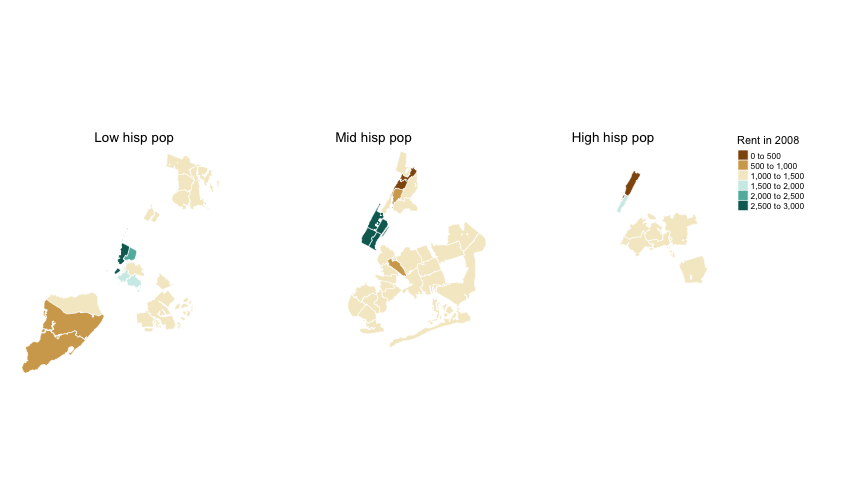 Low hisp pop
Mid hisp pop
High hisp pop
Rent in 2008
0 to 500
500 to 1,000
1,000 to 1,500
1,500 to 2,000
2,000 to 2,500
2,500 to 3,000